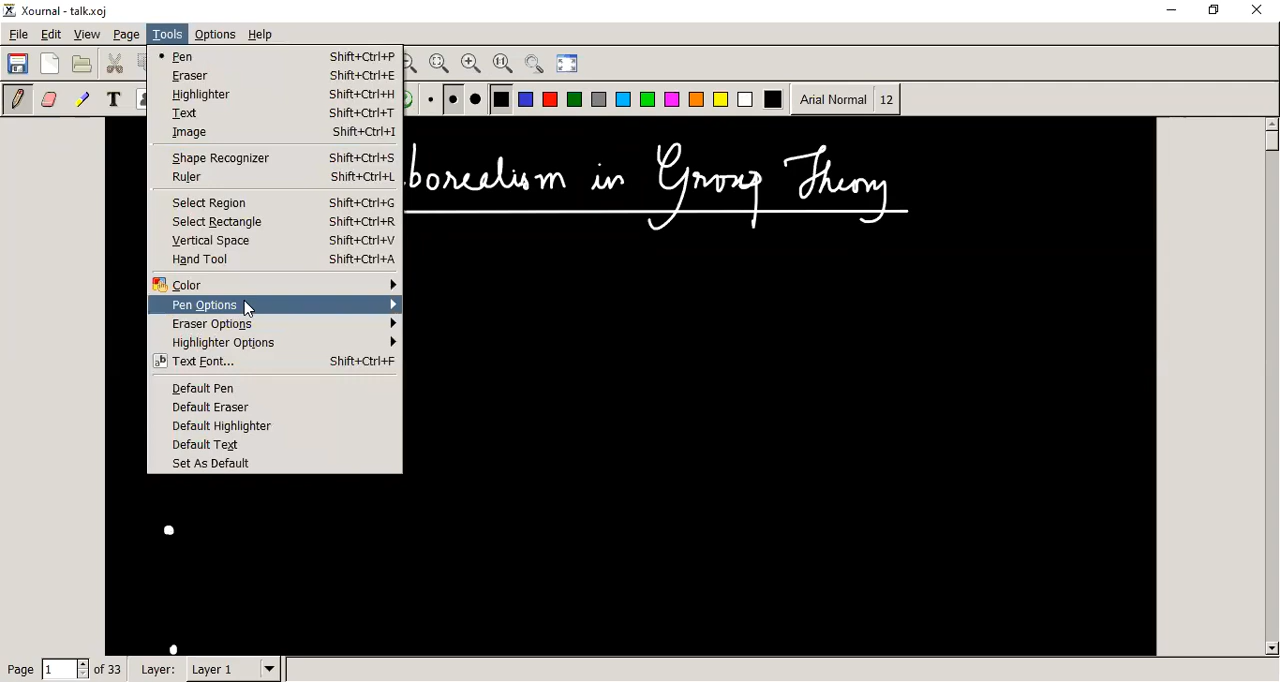 Xournal - talk.xoj
File Edit View Page Tools Options Help
Arial Normal 12
Pen Shift+Ctrl+P
Eraser Shift+Ctrl+E
Highlighter Shift+Ctrl+H
Text Shift+Ctrl+T
Image Shift+Ctrl+I
Shape Recognizer Shift+Ctrl+S
Ruler Shift+Ctrl+L
Select Region Shift+Ctrl+G
Select Rectangle Shift+Ctrl+R
Vertical Space Shift+Ctrl+V
Hand Tool Shift+Ctrl+A
Color
Pen Options
Eraser Options
Highlighter Options
Text Font... Shift+Ctrl+F
Default Pen
Default Eraser
Default Highlighter
Default Text
Set As Default
borealism in Group Theory
Page 1 of 33 Layer: Layer 1